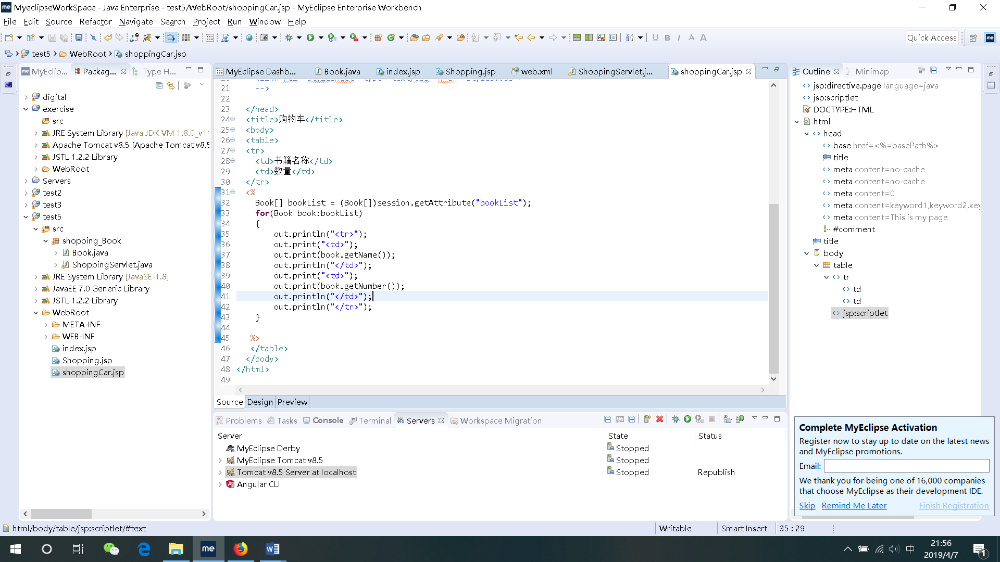 MyeclipseWorkSpace - Java Enterprise - test5/WebRoot/shoppingCar.jsp - MyEclipse Enterprise Workbench
File Edit Source Refactor Navigate Search Project Run Window Help
Quick Access
test5 WebRoot shoppingCar.jsp
MyEclip... Packag... Type H...
digital
exercise
src
JRE System Library [Java JDK VM 1.8.0_v1
Apache Tomcat v8.5 [Apache Tomcat v8.5
JSTL 1.2.2 Library
WebRoot
Servers
test2
test3
test5
src
shopping_Book
Book.java
ShoppingServlet.java
JRE System Library [JavaSE-1.8]
JavaEE 7.0 Generic Library
JSTL 1.2.2 Library
WebRoot
META-INF
WEB-INF
index.jsp
Shopping.jsp
shoppingCar.jsp
MyEclipse Dashb... Book.java index.jsp Shopping.jsp web.xml ShoppingServlet.j... shoppingCar.jsp
21 -->
22
23 </head>
24 <title>购物车</title>
25 <body>
26 <table>
27 <tr>
28 <td>书籍名称</td>
29 <td>数量</td>
30 </tr>
31 <%
32 Book[] bookList = (Book[])session.getAttribute("bookList");
33 for(Book book:bookList)
34 {
35 out.println("<tr>");
36 out.print("<td>");
37 out.print(book.getName());
38 out.println("</td>");
39 out.print("<td>");
40 out.print(book.getNumber());
41 out.println("</td>");
42 out.println("</tr>");
43 }
44
45 %>
46 </table>
47 </body>
48 </html>
49
Source Design Preview
Outline Minimap
jsp:directive.page language=java
jsp:scriptlet
DOCTYPE:HTML
html
head
base href=<%=basePath%>
title
meta content=no-cache
meta content=no-cache
meta content=0
meta content=keyword1,keyword2,key
meta content=This is my page
#comment
title
body
table
tr
td
td
jsp:scriptlet
Problems Tasks Console Terminal Servers Workspace Migration
Server State Status
MyEclipse Derby Stopped
MyEclipse Tomcat v8.5 Stopped
Tomcat v8.5 Server at localhost Stopped Republish
Angular CLI
Complete MyEclipse Activation
Register now to stay up to date on the latest news
and MyEclipse promotions.
Email:
We thank you for being one of 16,000 companies
that choose MyEclipse as their development IDE.
Skip Remind Me Later Finish Registration
html/body/table/jsp:scriptlet/#text Writable Smart Insert 35 : 29
me
中
21:56
2019/4/7
1